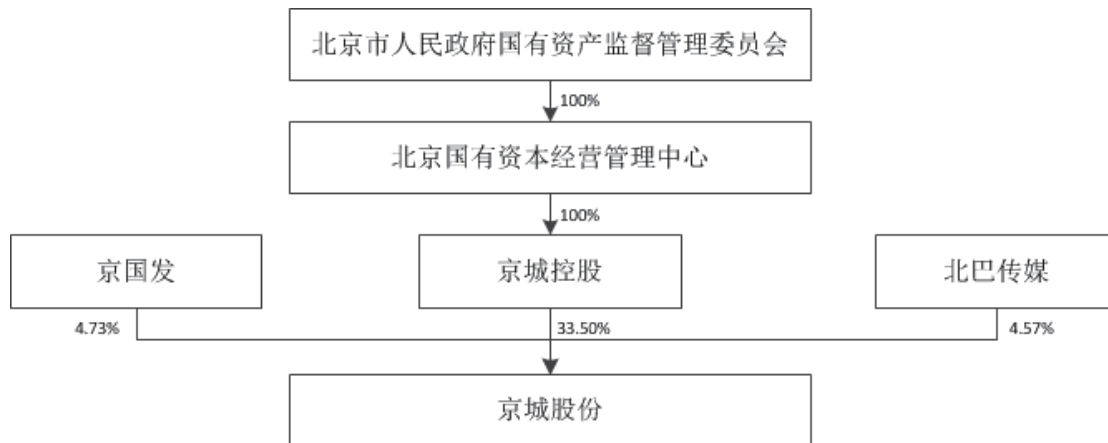 北京市人民政府国有资产监督管理委员会
100%
北京国有资本经营管理中心
100%
京国发
京城控股
北巴传媒
4.73%
33.50%
4.57%
京城股份